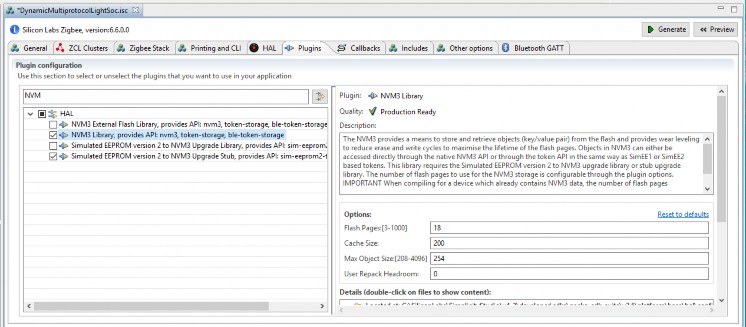 *DynamicMultiprotocolLightSoc.isc
Silicon Labs Zigbee, version:6.6.0.0
Generate
Preview
General
ZCL Clusters
Zigbee Stack
Printing and CLI
HAL
Plugins
Callbacks
Includes
Other options
Bluetooth GATT
Plugin configuration
Use this section to select or unselect the plugins that you want to use in your application
NVM
HAL
NVM3 External Flash Library, provides API: nvm3, token-storage, ble-token-storage
NVM3 Library, provides API: nvm3, token-storage, ble-token-storage
Simulated EEPROM version 2 to NVM3 Upgrade Library, provides API: sim-eepro
Simulated EEPROM version 2 to NVM3 Upgrade Stub, provides API: sim-eeprom2-t
Plugin: NVM3 Library
Quality: Production Ready
Description:
The NVM3 provides a means to store and retrieve objects (key/value pair) from the flash and provides wear leveling
to reduce erase and write cycles to maximise the lifetime of the flash pages. Objects in NVM3 can either be
accessed directly through the native NVM3 API or through the token API in the same way as SimEE1 or SimEE2
based tokens. This library requires the Simulated EEPROM version 2 to NVM3 upgrade library or stub upgrade
library. The number of flash pages to use for the NVM3 storage is configurable through the plugin options.
IMPORTANT When compiling for a device which already contains NVM3 data, the number of flash pages
Options:
Reset to defaults
Flash Pages:[3-1000] 18
Cache Size: 200
Max Object Size:[208-4096] 254
User Repack Headroom: 0
Details (double-click on files to show content):